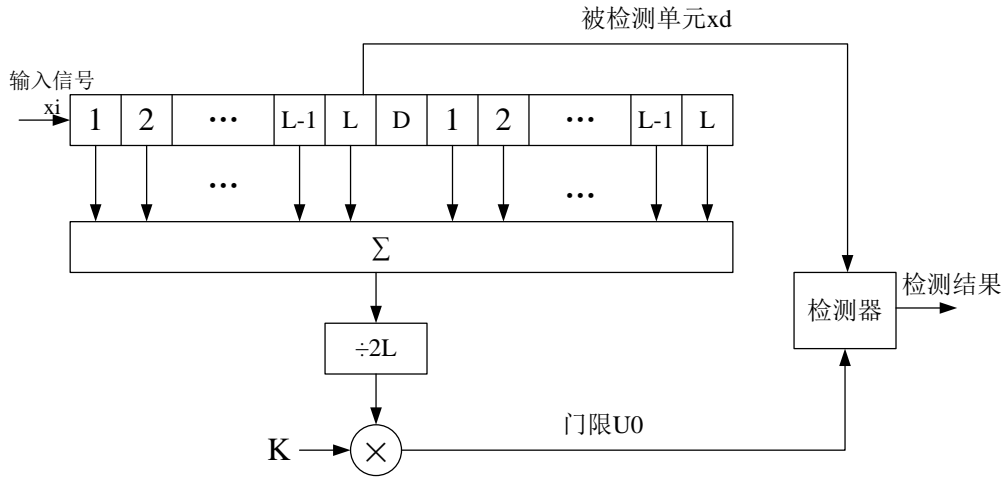 被检测单元xd
输入信号
xi
1 2 ··· L-1 L D 1 2 ··· L-1 L
··· ···
Σ
检测结果
检测器
÷2L
门限U0
K ×